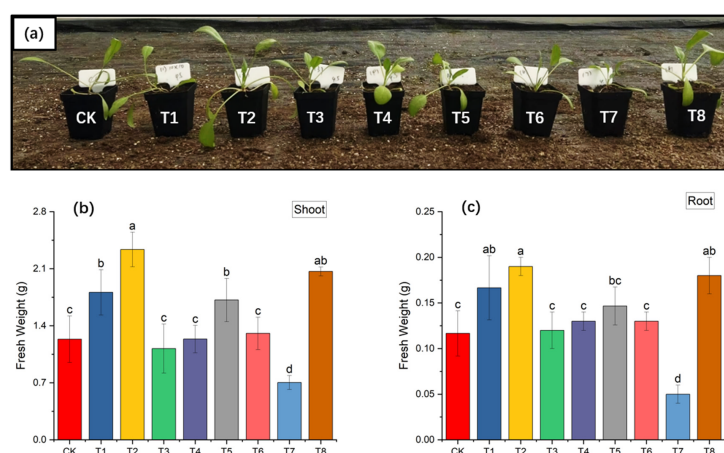 (a)
CK T1 T2 T3 T4 T5 T6 T7 T8
(b)
Shoot
Fresh Weight (g)
2.8
2.1
1.4
0.7
0.0
c b a c c b c d ab
CK T1 T2 T3 T4 T5 T6 T7 T8
(c)
Root
Fresh Weight (g)
0.25
0.20
0.15
0.10
0.05
0.00
c ab a c c bc c d ab
CK T1 T2 T3 T4 T5 T6 T7 T8